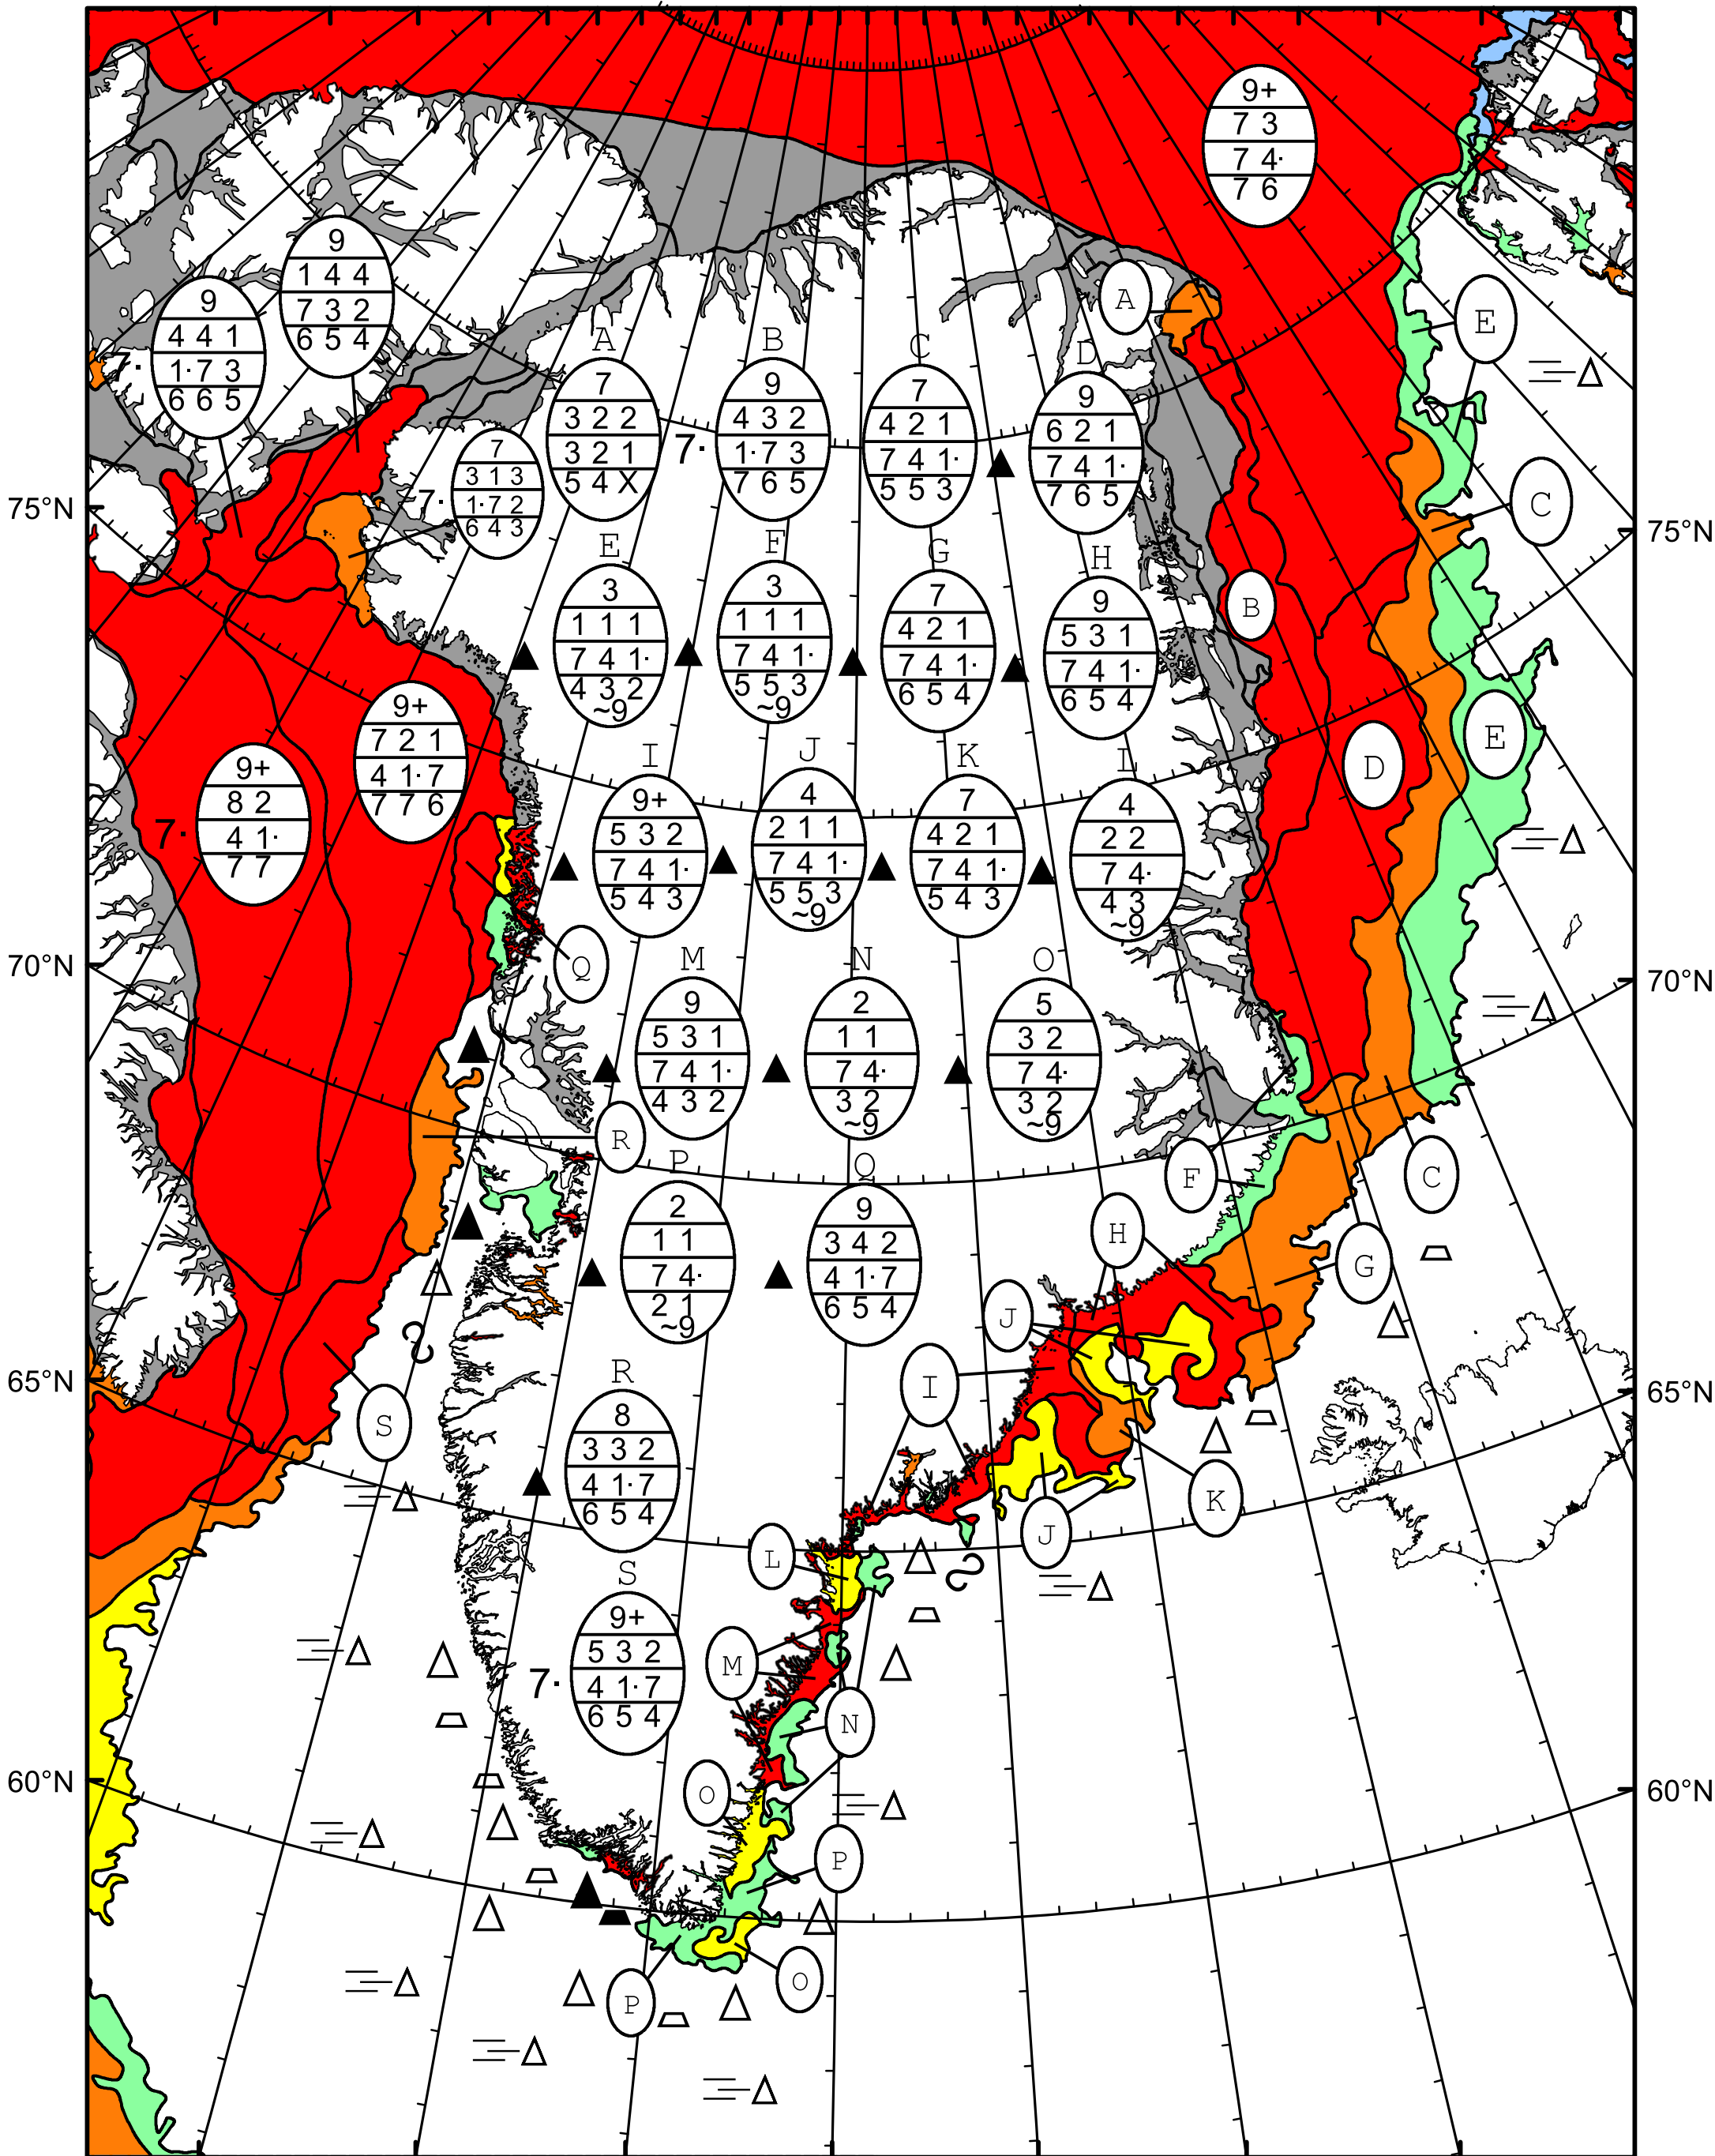 9+
7 3
7 4·
7 6
9
1 4 4
7 3 2
6 5 4
9
4 4 1
7· 1·7 3
6 6 5
A
E
A
7
3 2 2
3 2 1
5 4 X
B
9
4 3 2
7· 1·7 3
7 6 5
C
7
4 2 1
7 4 1·
5 5 3
D
9
6 2 1
7 4 1·
7 6 5
7
3 1 3
7· 1·7 2
6 4 3
C
75°N
75°N
E
3
1 1 1
7 4 1·
4 3 2
~9
F
3
1 1 1
7 4 1·
5 5 3
~9
G
7
4 2 1
7 4 1·
6 5 4
H
9
5 3 1
7 4 1·
6 5 4
B
9+
7 2 1
4 1·7
7 7 6
E
D
9+
8 2
7· 4 1·
7 7
I
9+
5 3 2
7 4 1·
5 4 3
J
4
2 1 1
7 4 1·
5 5 3
~9
K
7
4 2 1
7 4 1·
5 4 3
L
4
2 2
7 4·
4 3
~9
70°N
70°N
Q
M
9
5 3 1
7 4 1·
4 3 2
N
2
1 1
7 4·
3 2
~9
O
5
3 2
7 4·
3 2
~9
R
F
C
P
2
1 1
7 4·
2 1
~9
Q
9
3 4 2
4 1·7
6 5 4
H
G
J
I
65°N
65°N
R
8
3 3 2
4 1·7
6 5 4
S
K
J
L
S
9+
5 3 2
7· 4 1·7
6 5 4
M
N
60°N
60°N
O
P
O
P